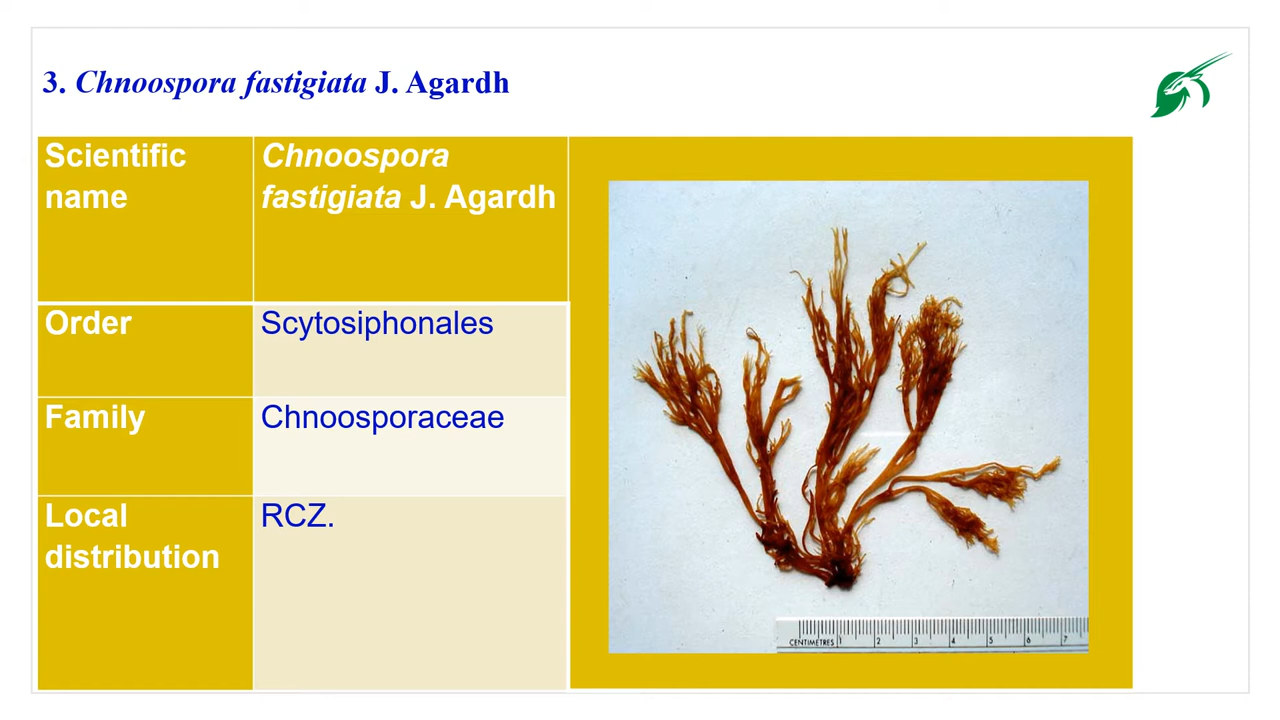 3. Chnoospora fastigiata J. Agardh
Scientific
name
Chnoospora
fastigiata J. Agardh
Order
Scytosiphonales
Family
Chnoosporaceae
Local
distribution
RCZ.
CENTIMETRES 1 2 3 4 5 6 7